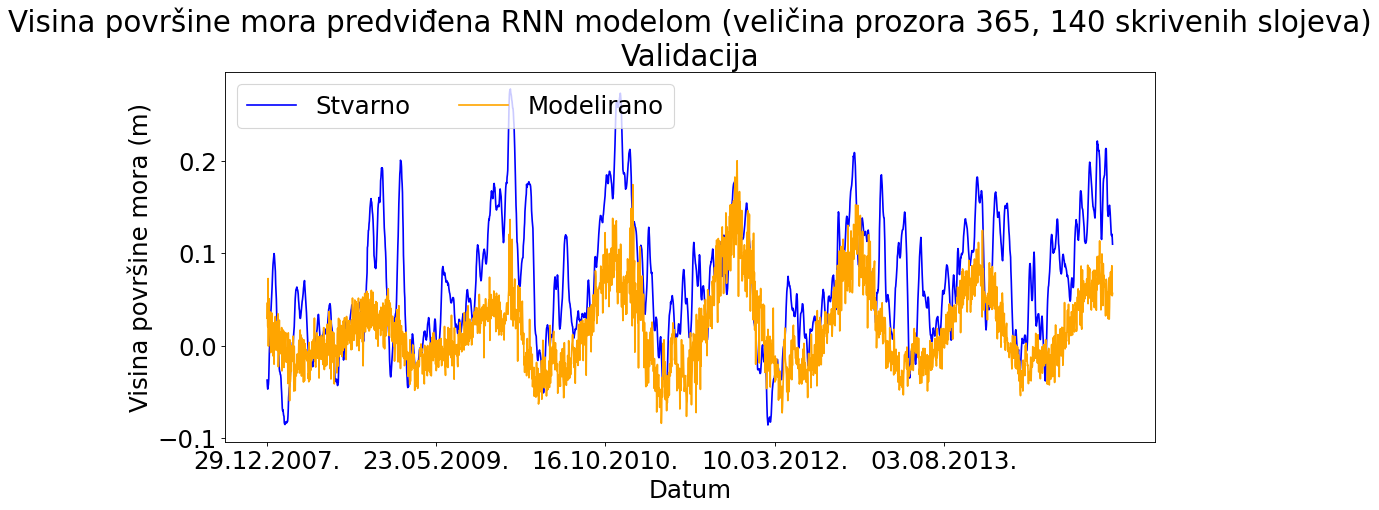 Visina površine mora predviđena RNN modelom (veličina prozora 365, 140 skrivenih slojeva)
Validacija
Stvarno
Modelirano
Visina površine mora (m)
0.2
0.1
0.0
−0.1
29.12.2007.
23.05.2009.
16.10.2010.
10.03.2012.
03.08.2013.
Datum